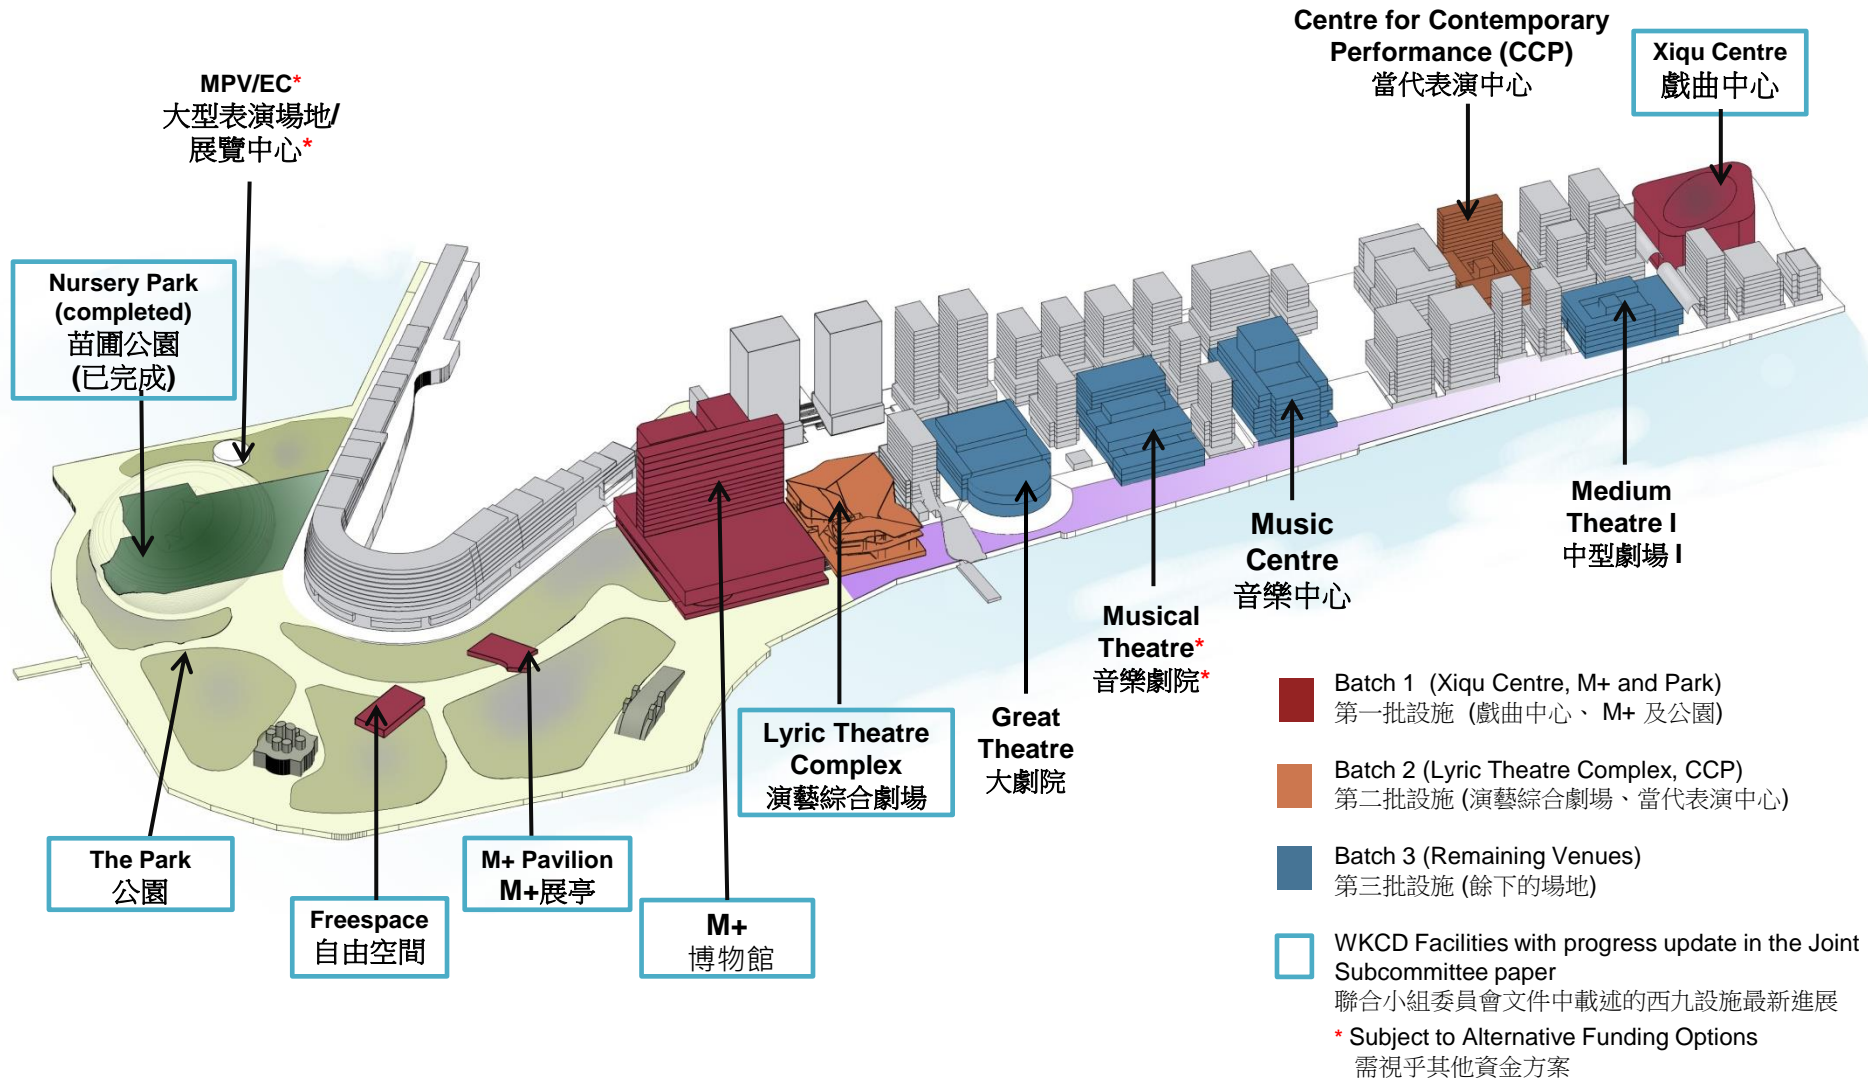 Centre for Contemporary
Performance (CCP)
當代表演中心
Xiqu Centre
戲曲中心
MPV/EC*
大型表演場地/
展覽中心*
Nursery Park
(completed)
苗圃公園
(已完成)
Medium
Theatre I
中型劇場 I
Music
Centre
音樂中心
Musical
Theatre*
音樂劇院*
Great
Theatre
大劇院
Lyric Theatre
Complex
演藝綜合劇場
The Park
公園
M+ Pavilion
M+展亭
Freespace
自由空間
M+
博物館
Batch 1 (Xiqu Centre, M+ and Park)
第一批設施 (戲曲中心、 M+ 及公園)
Batch 2 (Lyric Theatre Complex, CCP)
第二批設施 (演藝綜合劇場、當代表演中心)
Batch 3 (Remaining Venues)
第三批設施 (餘下的場地)
WKCD Facilities with progress update in the Joint
Subcommittee paper
聯合小組委員會文件中載述的西九設施最新進展
* Subject to Alternative Funding Options
需視乎其他資金方案